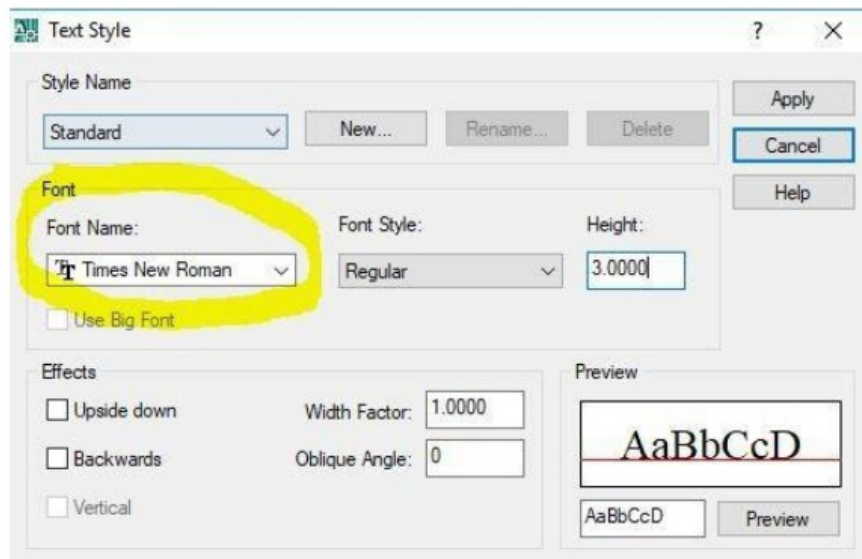 Text Style ? X
Style Name
Standard New... Rename... Delete
Apply
Cancel
Help
Font
Font Name: Font Style: Height:
Times New Roman Regular 3.0000
Use Big Font
Effects
Upside down Width Factor: 1.0000
Backwards Oblique Angle: 0
Vertical
Preview
AaBbCcD
AaBbCcD Preview